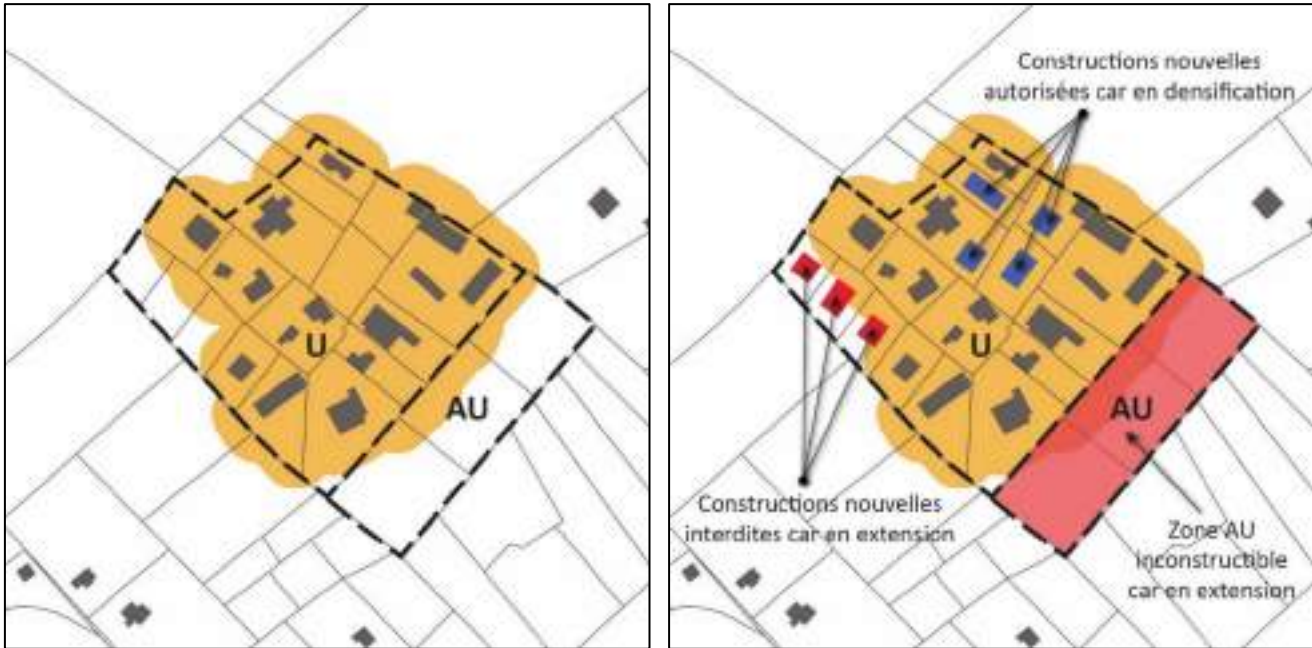 U
AU
Constructions nouvelles
autorisées car en densification
U
AU
Constructions nouvelles
interdites car en extension
Zone AU
inconstructible
car en extension